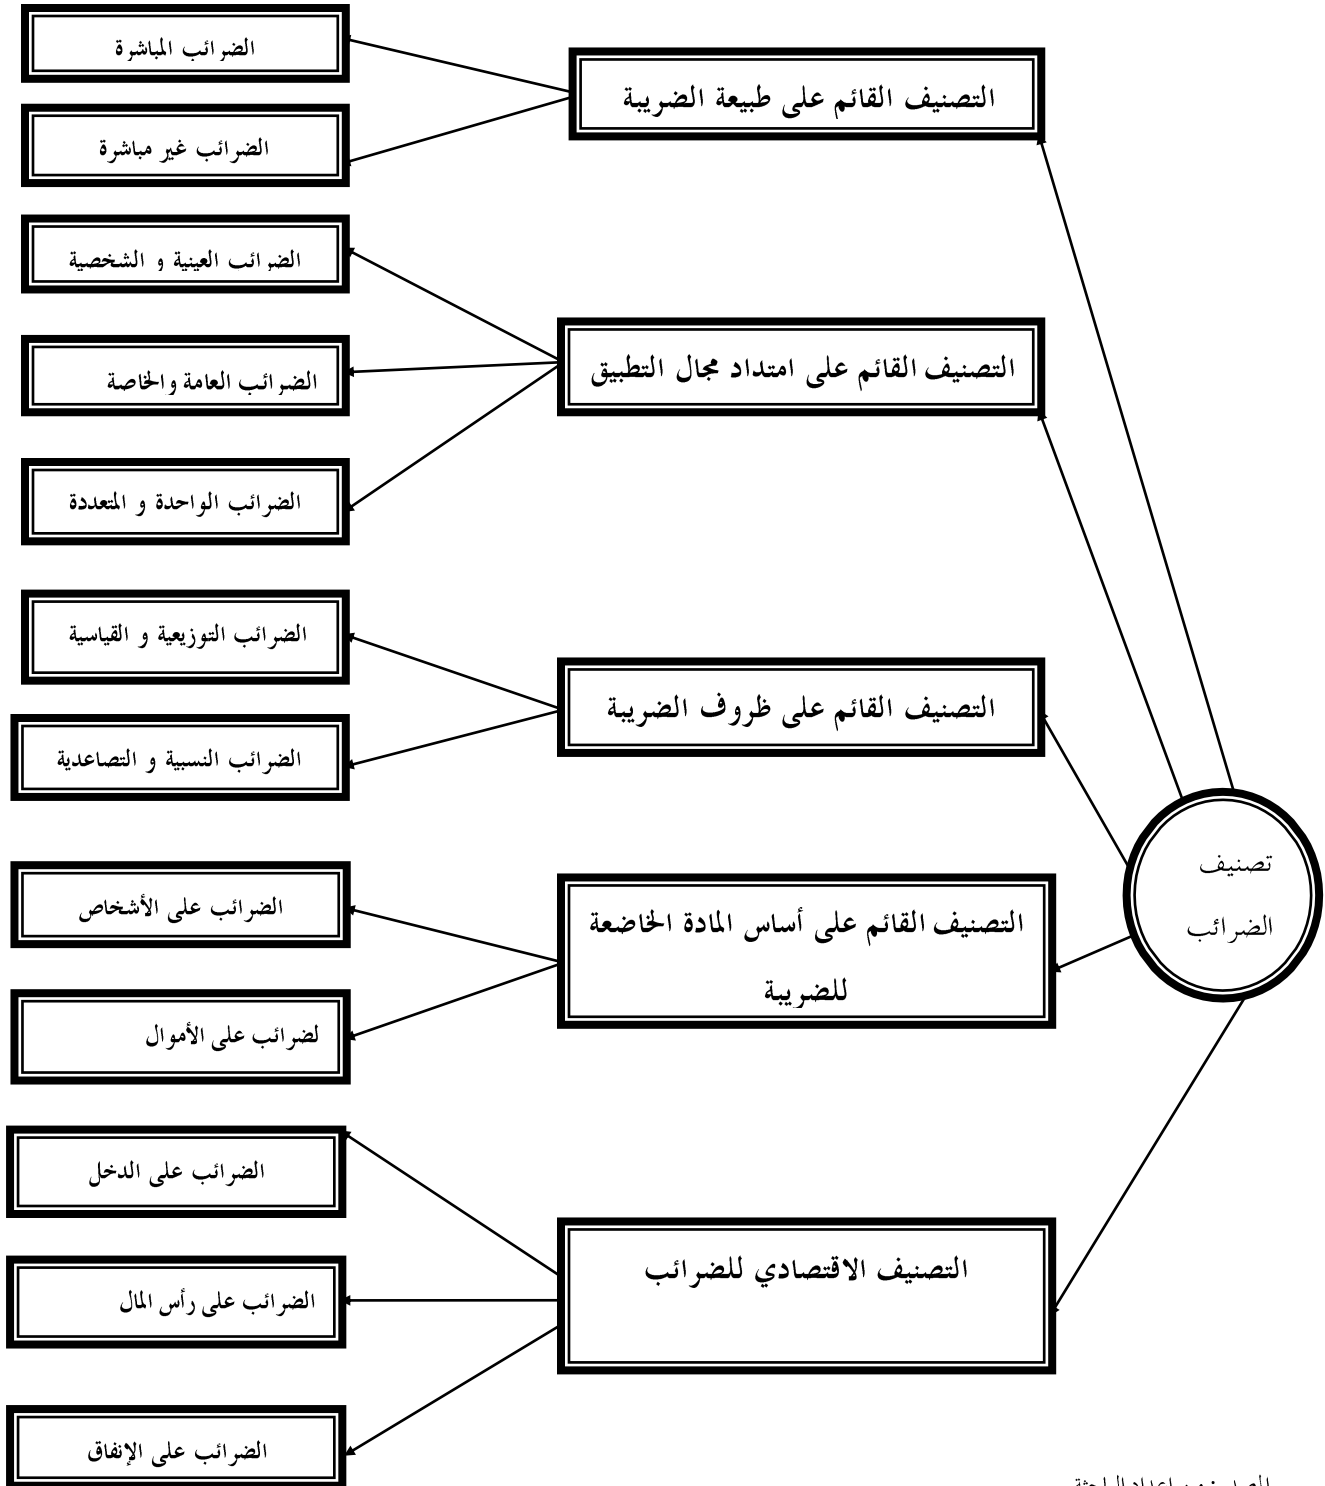 تصنيف
الضرائب
التصنيف القائم على طبيعة الضريبة
الضرائب المباشرة
الضرائب غير مباشرة
التصنيف القائم على امتداد مجال التطبيق
الضرائب العينية و الشخصية
الضرائب العامة والخاصة
الضرائب الواحدة و المتعددة
التصنيف القائم على ظروف الضريبة
الضرائب التوزيعية و القياسية
الضرائب النسبية و التصاعدية
التصنيف القائم على أساس المادة الخاضعة
للضريبة
الضرائب على الأشخاص
لضرائب على الأموال
التصنيف الاقتصادي للضرائب
الضرائب على الدخل
الضرائب على رأس المال
الضرائب على الإنفاق